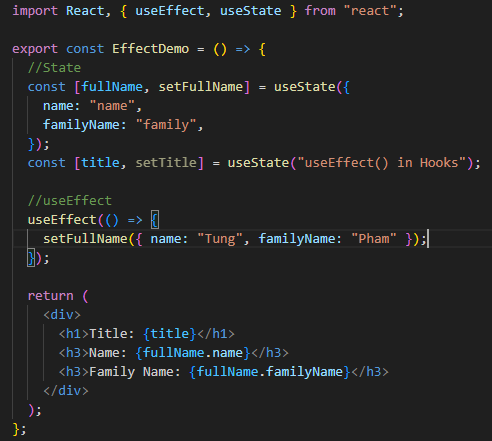 import React, { useEffect, useState } from "react";

export const EffectDemo = () => {
  //State
  const [fullName, setFullName] = useState({
    name: "name",
    familyName: "family",
  });
  const [title, setTitle] = useState("useEffect() in Hooks");

  //useEffect
  useEffect(() => {
    setFullName({ name: "Tung", familyName: "Pham" });
  });

  return (
    <div>
      <h1>Title: {title}</h1>
      <h3>Name: {fullName.name}</h3>
      <h3>Family Name: {fullName.familyName}</h3>
    </div>
  );
};